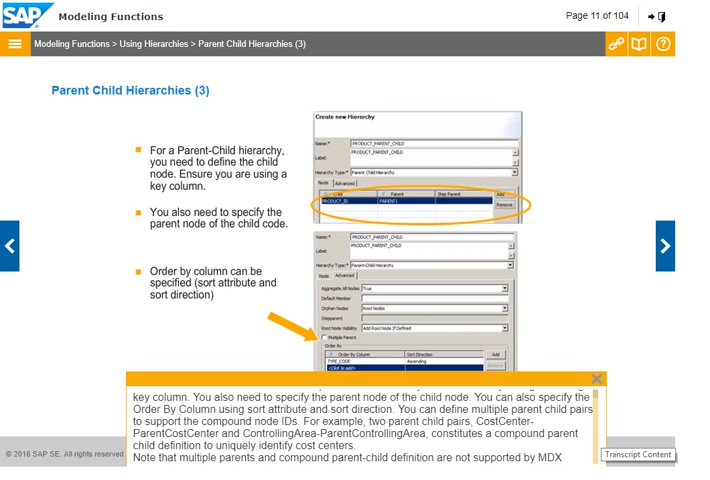 SAP
Modeling Functions
Page 11 of 104
Modeling Functions > Using Hierarchies > Parent Child Hierarchies (3)
Parent Child Hierarchies (3)
For a Parent-Child hierarchy,
you need to define the child
node. Ensure you are using a
key column.
You also need to specify the
parent node of the child code.
Order by column can be
specified (sort attribute and
sort direction)
Create new Hierarchy
Name:* PRODUCT_PARENT_CHILD
Label: PRODUCT_PARENT_CHILD
Hierarchy Type:* Parent-Child Hierarchy
Node Advanced
Parent Step Parent Add
PRODUCT_ID PARENT1 Remove
Name:* PRODUCT_PARENT_CHILD
Label: PRODUCT_PARENT_CHILD
Hierarchy Type:* Parent-Child Hierarchy
Node Advanced
Aggregate All Nodes True
Default Member
Orphan Nodes Root Nodes
Stepparent
Root Node Visibility Add Root Node If Defined
Multiple Parent
Order By
Order By Column Sort Direction Add
TYPE_CODE Ascending
<Click to add>
key column. You also need to specify the parent node of the child node. You can also specify the
Order By Column using sort attribute and sort direction. You can define multiple parent child pairs
to support the compound node IDs. For example, two parent child pairs, CostCenter-
ParentCostCenter and ControllingArea-ParentControllingArea, constitutes a compound parent
child definition to uniquely identify cost centers.
Note that multiple parents and compound parent-child definition are not supported by MDX
© 2016 SAP SE. All rights reserved.
Transcript Content